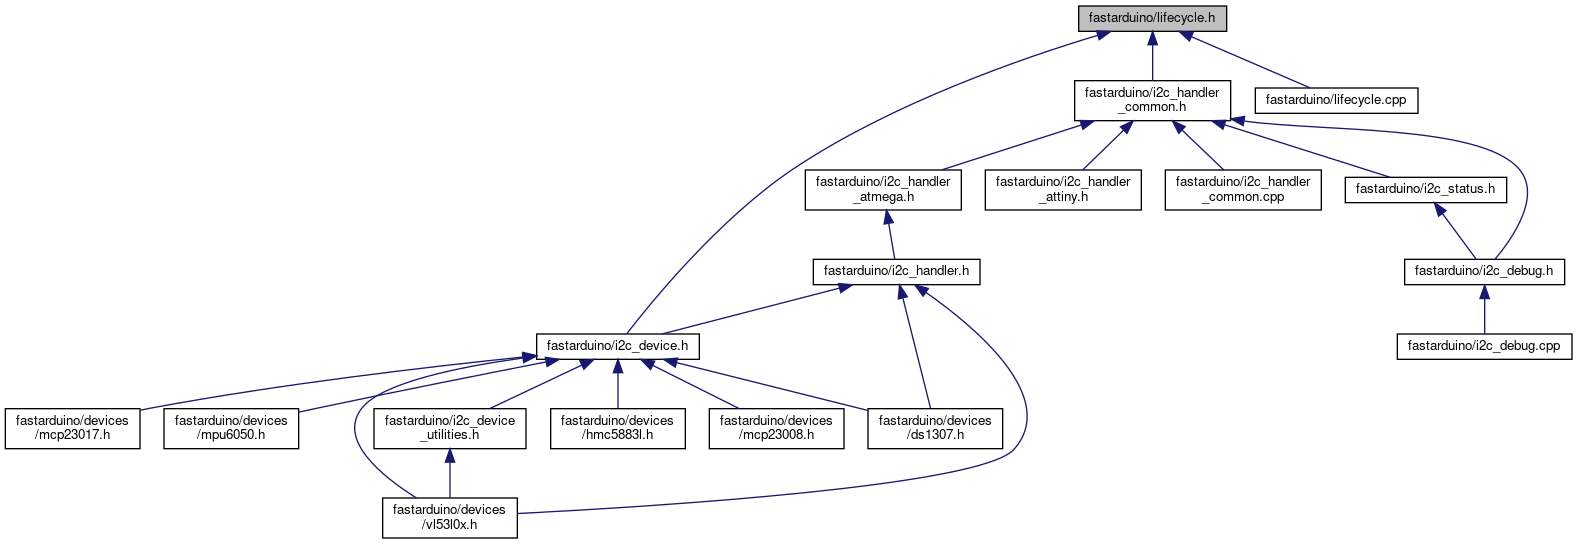 fastarduino/lifecycle.h
fastarduino/i2c_handler
_common.h
fastarduino/lifecycle.cpp
fastarduino/i2c_handler
_atmega.h
fastarduino/i2c_handler
_attiny.h
fastarduino/i2c_handler
_common.cpp
fastarduino/i2c_status.h
fastarduino/i2c_handler.h
fastarduino/i2c_debug.h
fastarduino/i2c_device.h
fastarduino/i2c_debug.cpp
fastarduino/devices
/mcp23017.h
fastarduino/devices
/mpu6050.h
fastarduino/i2c_device
_utilities.h
fastarduino/devices
/hmc5883l.h
fastarduino/devices
/mcp23008.h
fastarduino/devices
/ds1307.h
fastarduino/devices
/vl53l0x.h